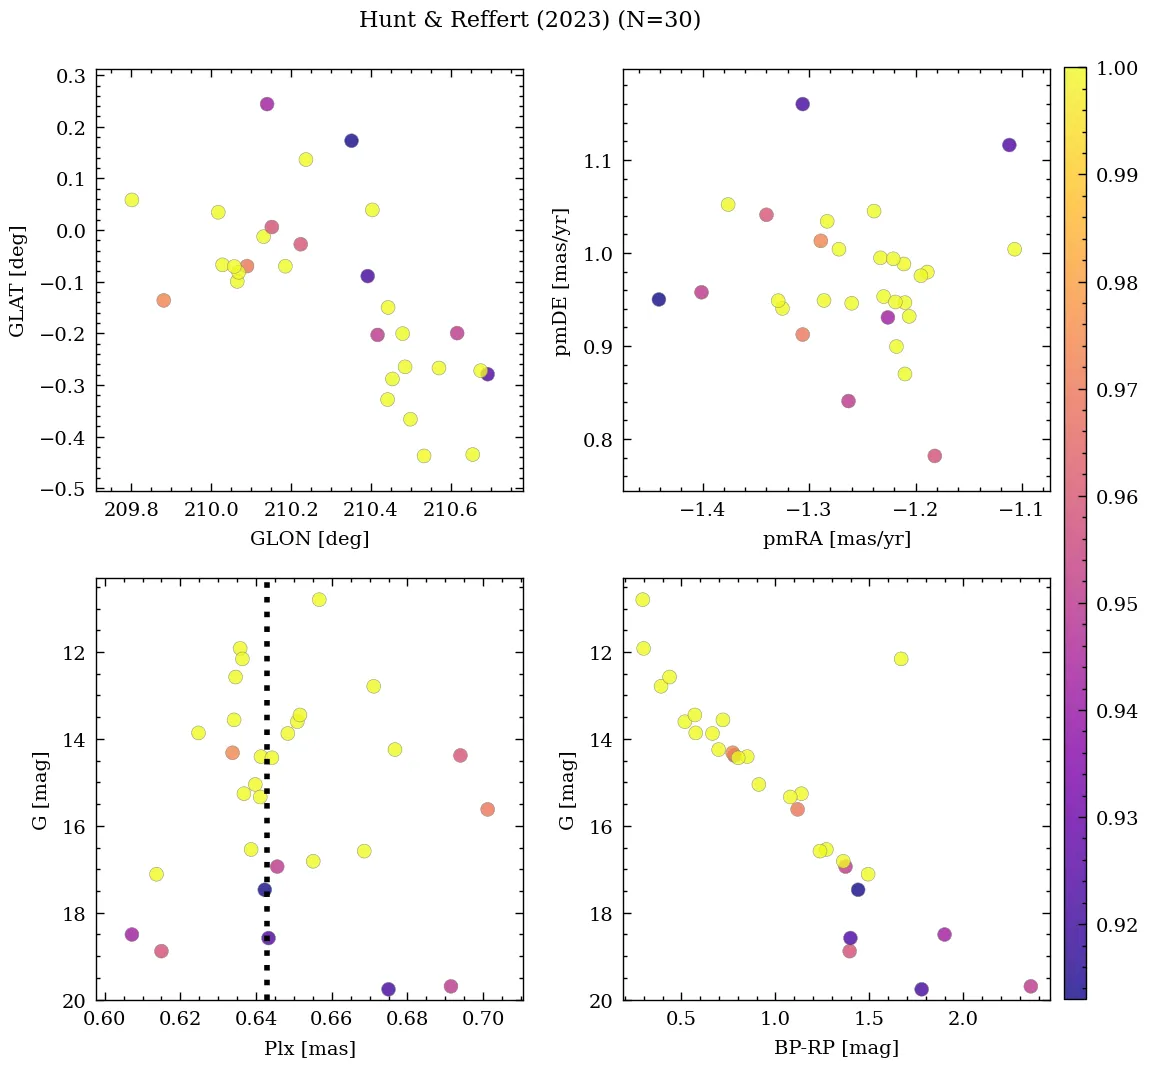 Hunt & Reffert (2023) (N=30)
0.3
0.2
0.1
0.0
−0.1
−0.2
−0.3
−0.4
−0.5
GLAT [deg]
209.8 210.0 210.2 210.4 210.6
GLON [deg]
1.1
1.0
0.9
0.8
pmDE [mas/yr]
−1.4 −1.3 −1.2 −1.1
pmRA [mas/yr]
12
14
16
18
20
G [mag]
0.60 0.62 0.64 0.66 0.68 0.70
Plx [mas]
12
14
16
18
20
G [mag]
0.5 1.0 1.5 2.0
BP-RP [mag]
1.00
0.99
0.98
0.97
0.96
0.95
0.94
0.93
0.92